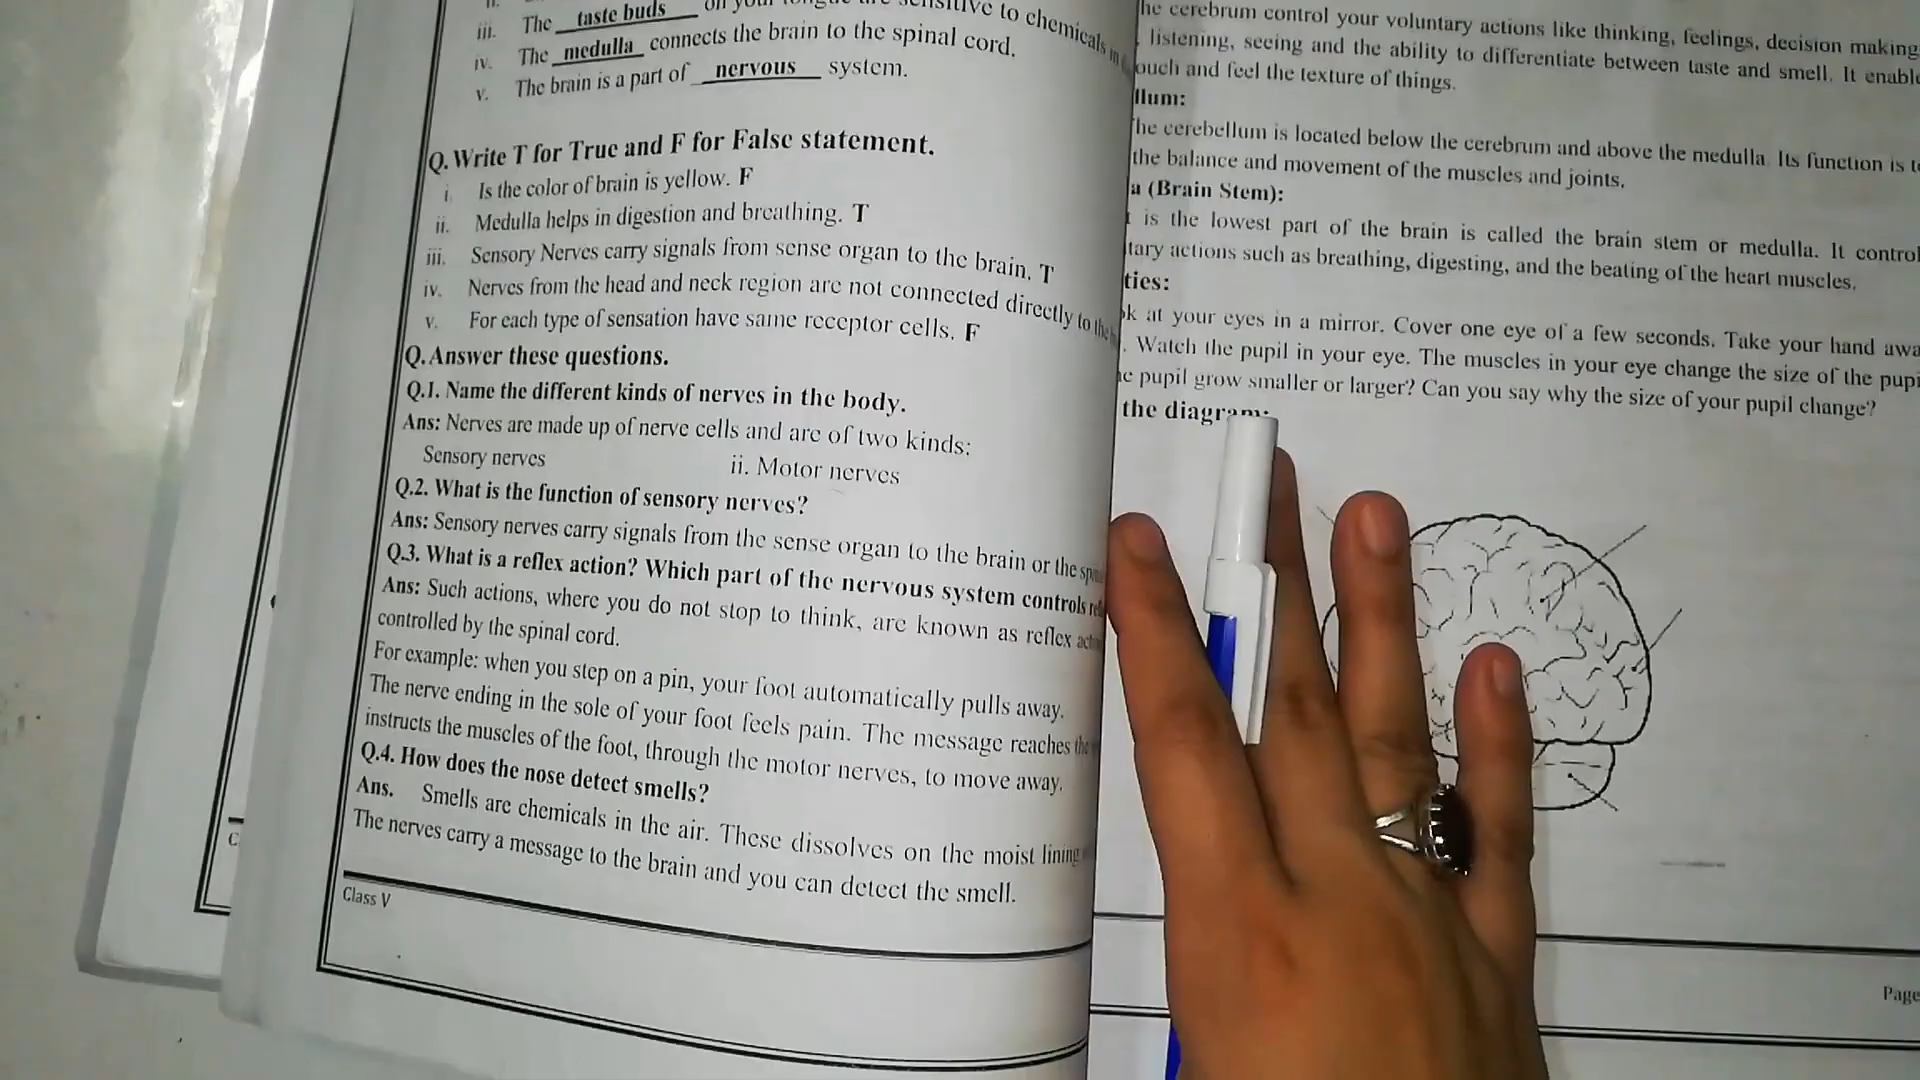 iii. The taste buds on your tongue are sensitive to chemicals in
iv. The medulla connects the brain to the spinal cord.
v. The brain is a part of nervous system.
Q. Write T for True and F for False statement.
i. Is the color of brain is yellow. F
ii. Medulla helps in digestion and breathing. T
iii. Sensory Nerves carry signals from sense organ to the brain. T
iv. Nerves from the head and neck region are not connected directly to the
v. For each type of sensation have same receptor cells. F
Q. Answer these questions.
Q.1. Name the different kinds of nerves in the body.
Ans: Nerves are made up of nerve cells and are of two kinds:
Sensory nerves ii. Motor nerves
Q.2. What is the function of sensory nerves?
Ans: Sensory nerves carry signals from the sense organ to the brain or the
Q.3. What is a reflex action? Which part of the nervous system controls
Ans: Such actions, where you do not stop to think, are known as reflex
controlled by the spinal cord.
For example: when you step on a pin, your foot automatically pulls away.
The nerve ending in the sole of your foot feels pain. The message reaches the
instructs the muscles of the foot, through the motor nerves, to move away.
Q.4. How does the nose detect smells?
Ans. Smells are chemicals in the air. These dissolves on the moist lining
The nerves carry a message to the brain and you can detect the smell.
Class V
he cerebrum control your voluntary actions like thinking, feelings, decision making
, listening, seeing and the ability to differentiate between taste and smell. It enable
ouch and feel the texture of things.
llum:
he cerebellum is located below the cerebrum and above the medulla. Its function is t
the balance and movement of the muscles and joints.
a (Brain Stem):
t is the lowest part of the brain is called the brain stem or medulla. It control
tary actions such as breathing, digesting, and the beating of the heart muscles.
ties:
k at your eyes in a mirror. Cover one eye of a few seconds. Take your hand awa
. Watch the pupil in your eye. The muscles in your eye change the size of the pupi
e pupil grow smaller or larger? Can you say why the size of your pupil change?
the diagram:
Page